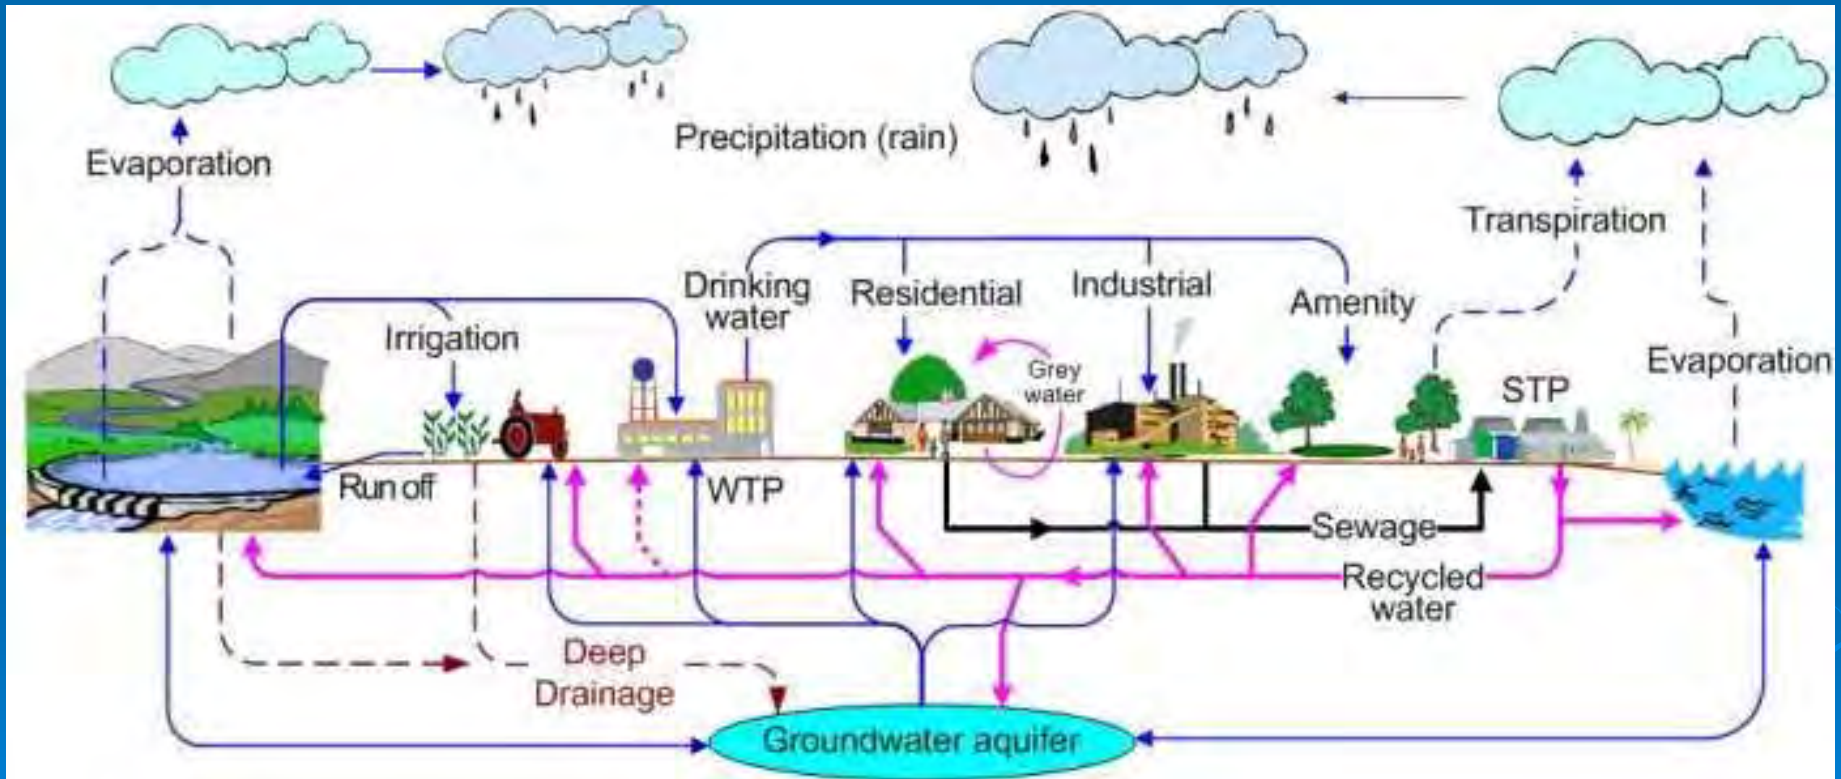 Precipitation (rain)
Evaporation
Transpiration
Drinking
water
Residential
Industrial
Amenity
Irrigation
Grey
water
Evaporation
STP
Run off
WTP
Sewage
Recycled
water
Deep
Drainage
Groundwater aquifer